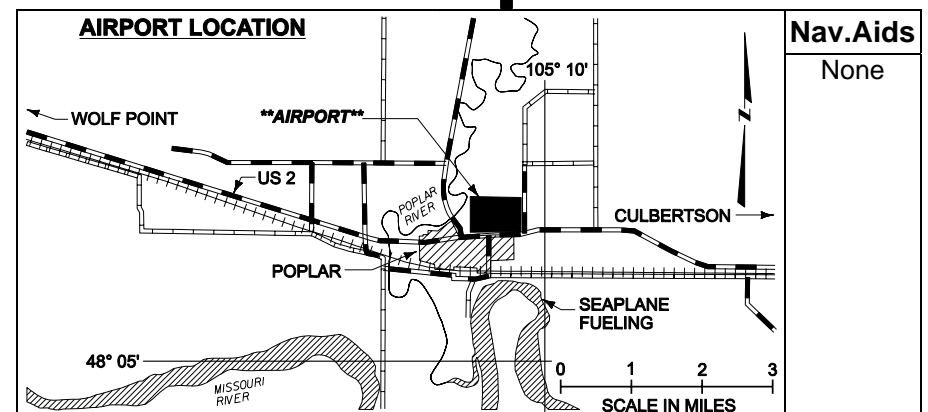 AIRPORT LOCATION
Nav.Aids
None
105° 10'
WOLF POINT
**AIRPORT**
N
US 2
POPLAR
RIVER
CULBERTSON
POPLAR
SEAPLANE
FUELING
48° 05'
MISSOURI
RIVER
0 1 2 3
SCALE IN MILES